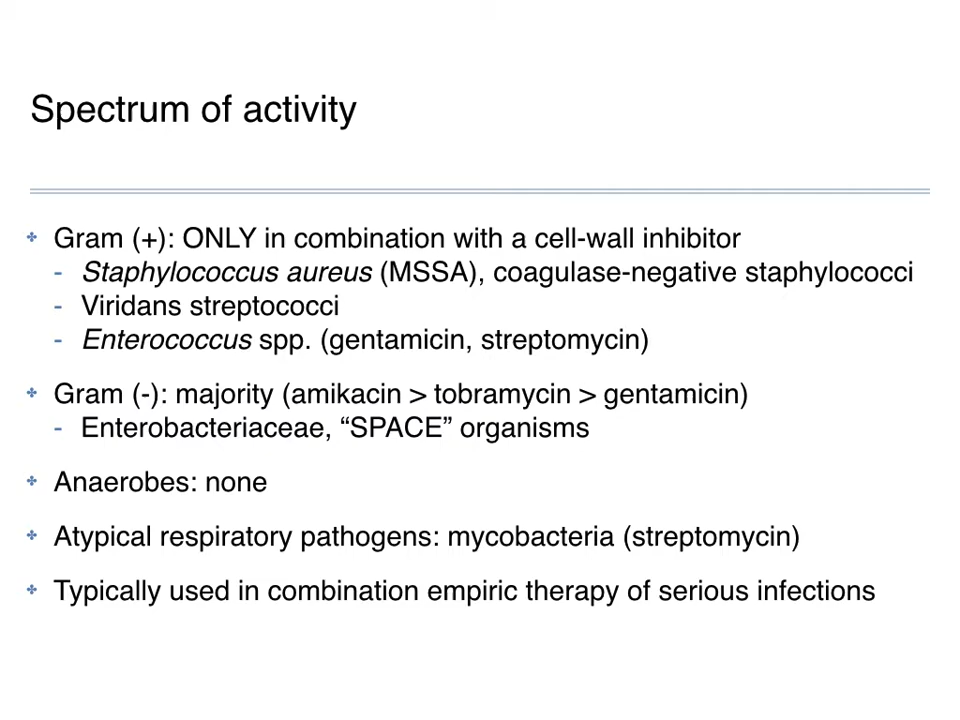 Spectrum of activity
Gram (+): ONLY in combination with a cell-wall inhibitor
- Staphylococcus aureus (MSSA), coagulase-negative staphylococci
- Viridans streptococci
- Enterococcus spp. (gentamicin, streptomycin)
Gram (-): majority (amikacin > tobramycin > gentamicin)
- Enterobacteriaceae, “SPACE” organisms
Anaerobes: none
Atypical respiratory pathogens: mycobacteria (streptomycin)
Typically used in combination empiric therapy of serious infections